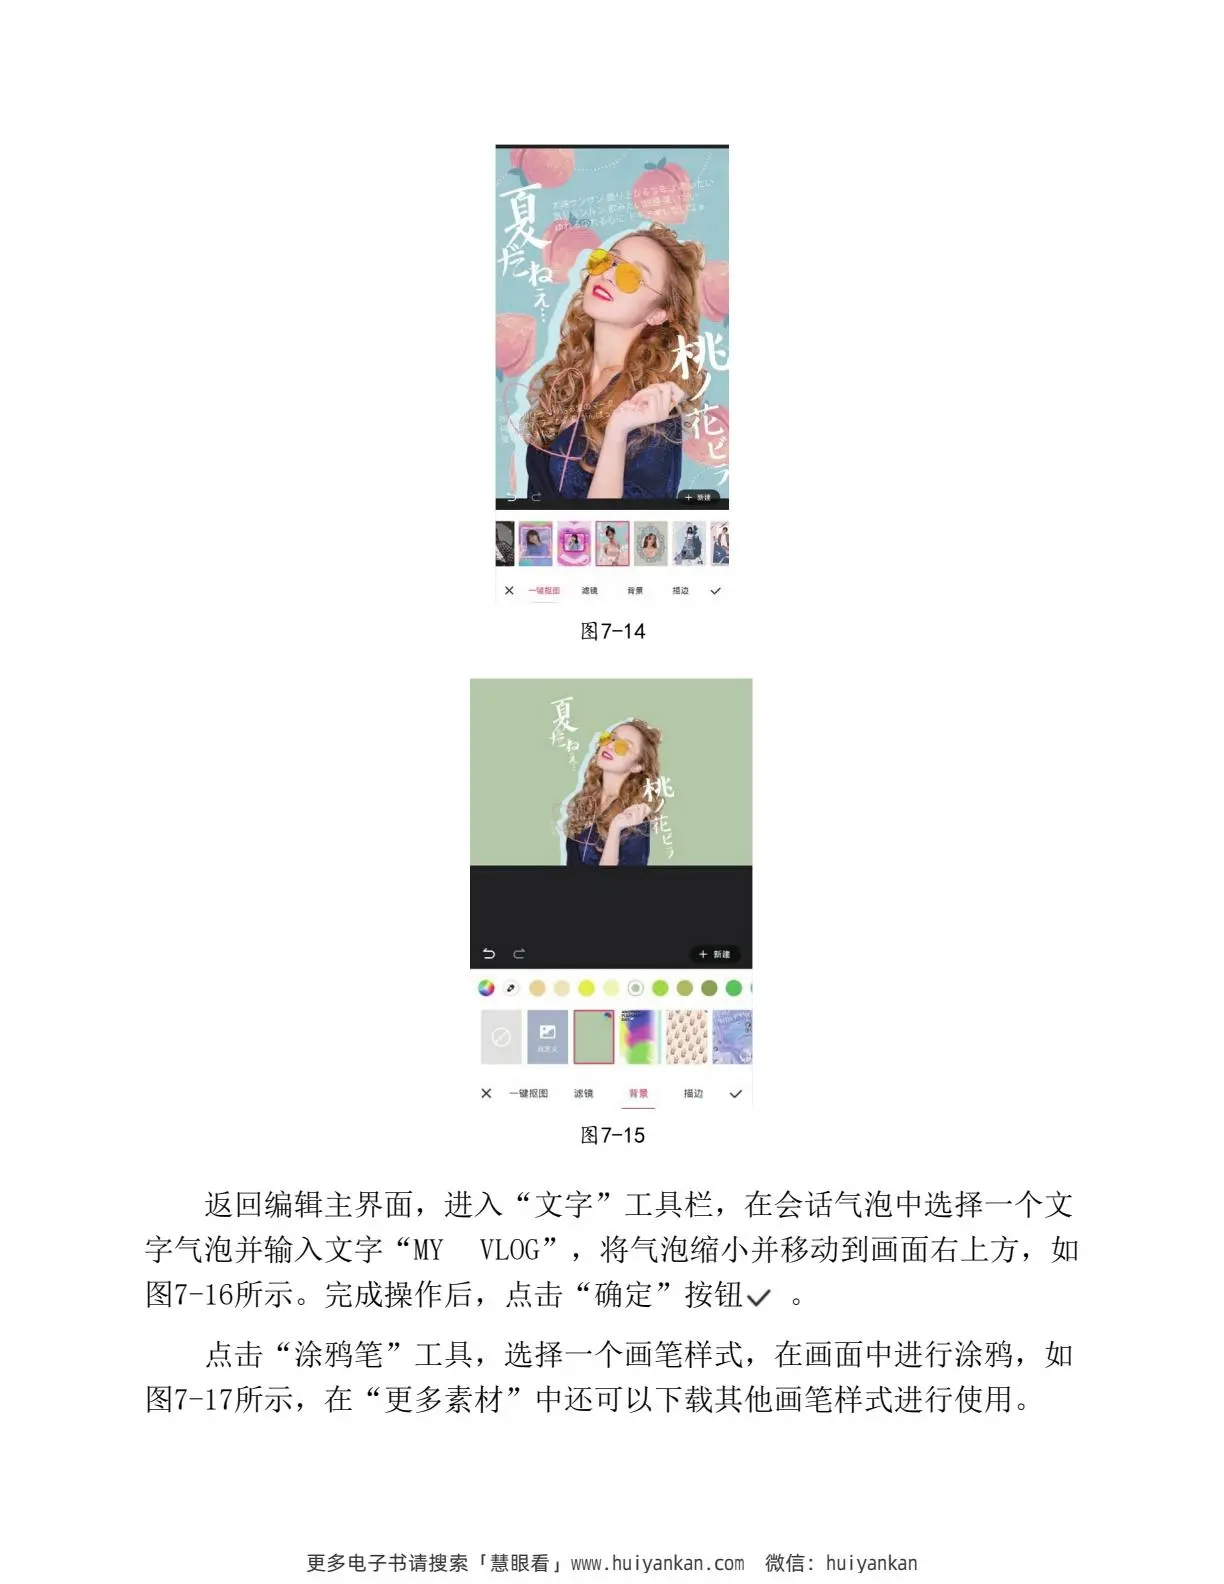 夏
だねぇ…
桃ノ花ビラ
+ 新建
× 一键抠图 滤镜 背景 描边 ✓
图7-14
夏
だねぇ…
桃ノ花ビラ
+ 新建
自定义
× 一键抠图 滤镜 背景 描边 ✓
图7-15
返回编辑主界面，进入“文字”工具栏，在会话气泡中选择一个文
字气泡并输入文字“MY VLOG”，将气泡缩小并移动到画面右上方，如
图7-16所示。完成操作后，点击“确定”按钮✓ 。
点击“涂鸦笔”工具，选择一个画笔样式，在画面中进行涂鸦，如
图7-17所示，在“更多素材”中还可以下载其他画笔样式进行使用。
更多电子书请搜索「慧眼看」www.huiyankan.com 微信：huiyankan